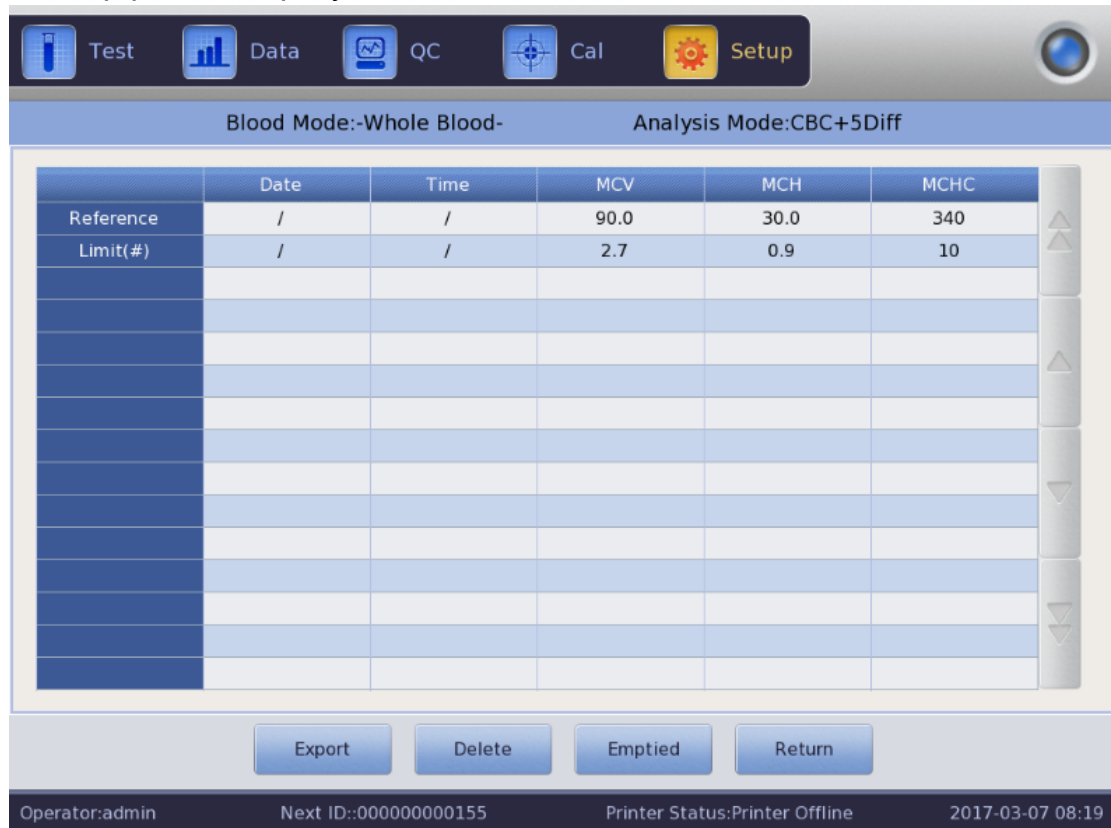 Test Data QC Cal Setup
Blood Mode:-Whole Blood- Analysis Mode:CBC+5Diff
Date Time MCV MCH MCHC
Reference / / 90.0 30.0 340
Limit(#) / / 2.7 0.9 10
Export Delete Emptied Return
Operator:admin Next ID::000000000155 Printer Status:Printer Offline 2017-03-07 08:19